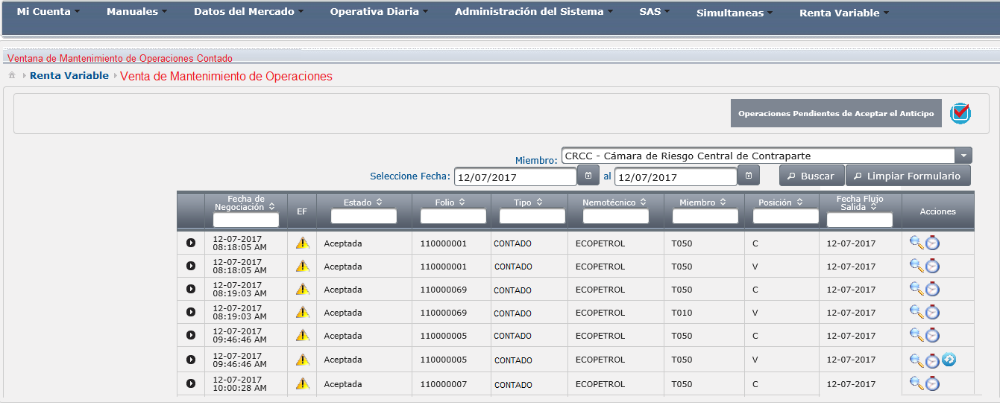 Mi Cuenta Manuales Datos del Mercado Operativa Diaria Administración del Sistema SAS Simultaneas Renta Variable
Ventana de Mantenimiento de Operaciones Contado
Renta Variable Venta de Mantenimiento de Operaciones
Operaciones Pendientes de Aceptar el Anticipo
Miembro: CRCC - Cámara de Riesgo Central de Contraparte
Seleccione Fecha: 12/07/2017 al 12/07/2017 Buscar Limpiar Formulario
Fecha de Negociación EF Estado Folio Tipo Nemotécnico Miembro Posición Fecha Flujo Salida Acciones
12-07-2017 08:18:05 AM Aceptada 110000001 CONTADO ECOPETROL T050 C 12-07-2017
12-07-2017 08:18:05 AM Aceptada 110000001 CONTADO ECOPETROL T050 V 12-07-2017
12-07-2017 08:19:03 AM Aceptada 110000069 CONTADO ECOPETROL T050 C 12-07-2017
12-07-2017 08:19:03 AM Aceptada 110000069 CONTADO ECOPETROL T010 V 12-07-2017
12-07-2017 09:46:46 AM Aceptada 110000005 CONTADO ECOPETROL T050 C 12-07-2017
12-07-2017 09:46:46 AM Aceptada 110000005 CONTADO ECOPETROL T050 V 12-07-2017
12-07-2017 10:00:28 AM Aceptada 110000007 CONTADO ECOPETROL T050 C 12-07-2017